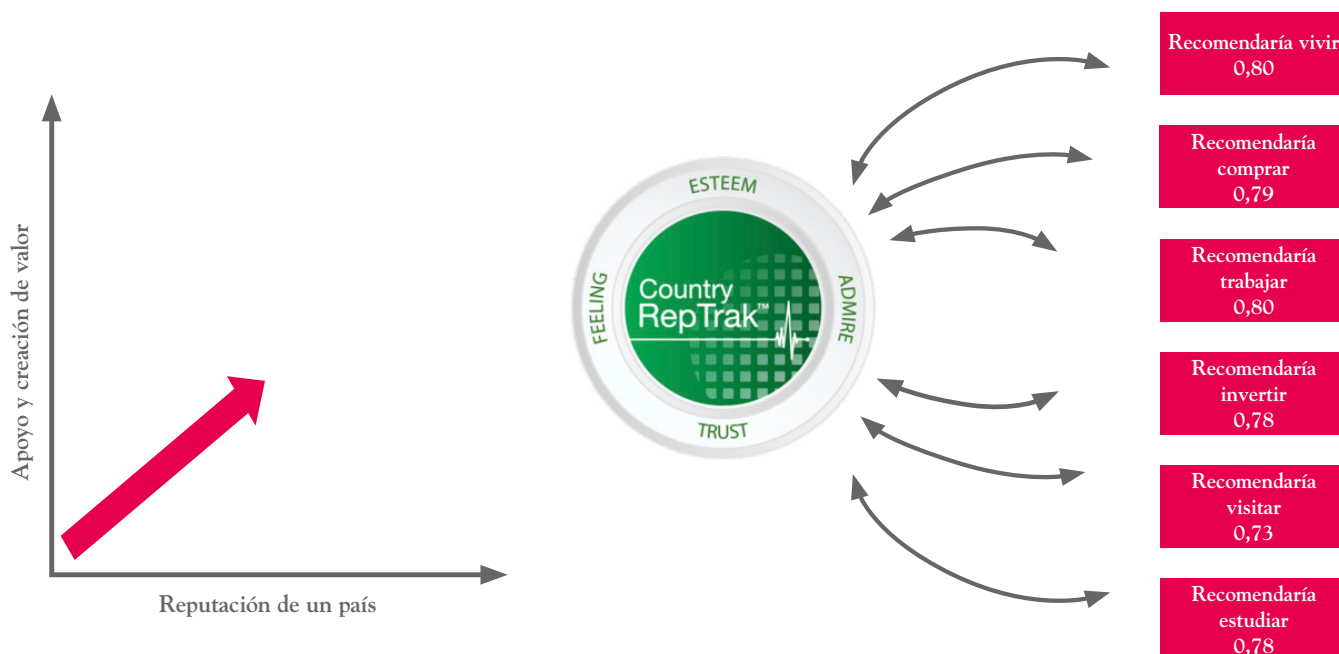 Apoyo y creación de valor
Reputación de un país
ESTEEM
FEELING
Country
RepTrak™
ADMIRE
TRUST
Recomendaría vivir
0,80
Recomendaría
comprar
0,79
Recomendaría
trabajar
0,80
Recomendaría
invertir
0,78
Recomendaría
visitar
0,73
Recomendaría
estudiar
0,78